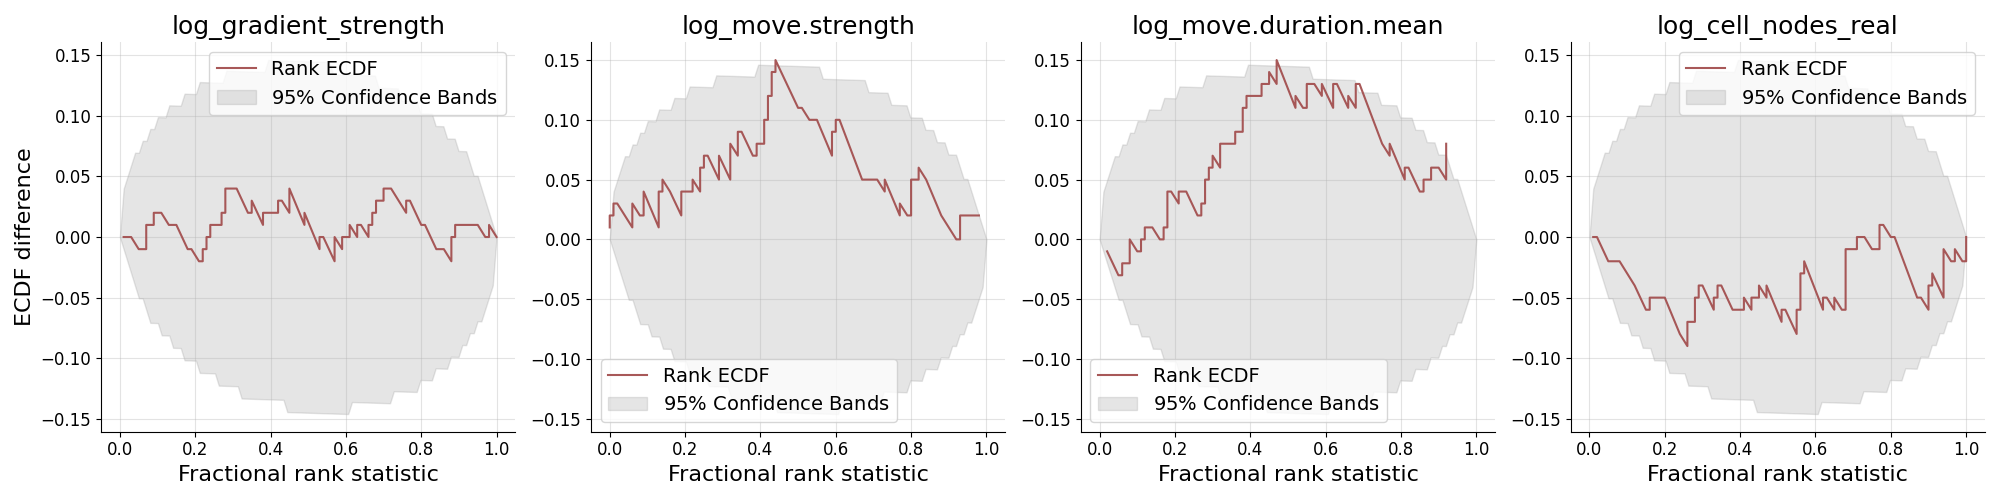 log_gradient_strength
log_move.strength
log_move.duration.mean
log_cell_nodes_real
ECDF difference
0.15
0.10
0.05
0.00
−0.05
−0.10
−0.15
Rank ECDF
95% Confidence Bands
0.0 0.2 0.4 0.6 0.8 1.0
Fractional rank statistic
0.15
0.10
0.05
0.00
−0.05
−0.10
−0.15
Rank ECDF
95% Confidence Bands
0.0 0.2 0.4 0.6 0.8 1.0
Fractional rank statistic
0.15
0.10
0.05
0.00
−0.05
−0.10
−0.15
Rank ECDF
95% Confidence Bands
0.0 0.2 0.4 0.6 0.8 1.0
Fractional rank statistic
0.15
0.10
0.05
0.00
−0.05
−0.10
−0.15
Rank ECDF
95% Confidence Bands
0.0 0.2 0.4 0.6 0.8 1.0
Fractional rank statistic